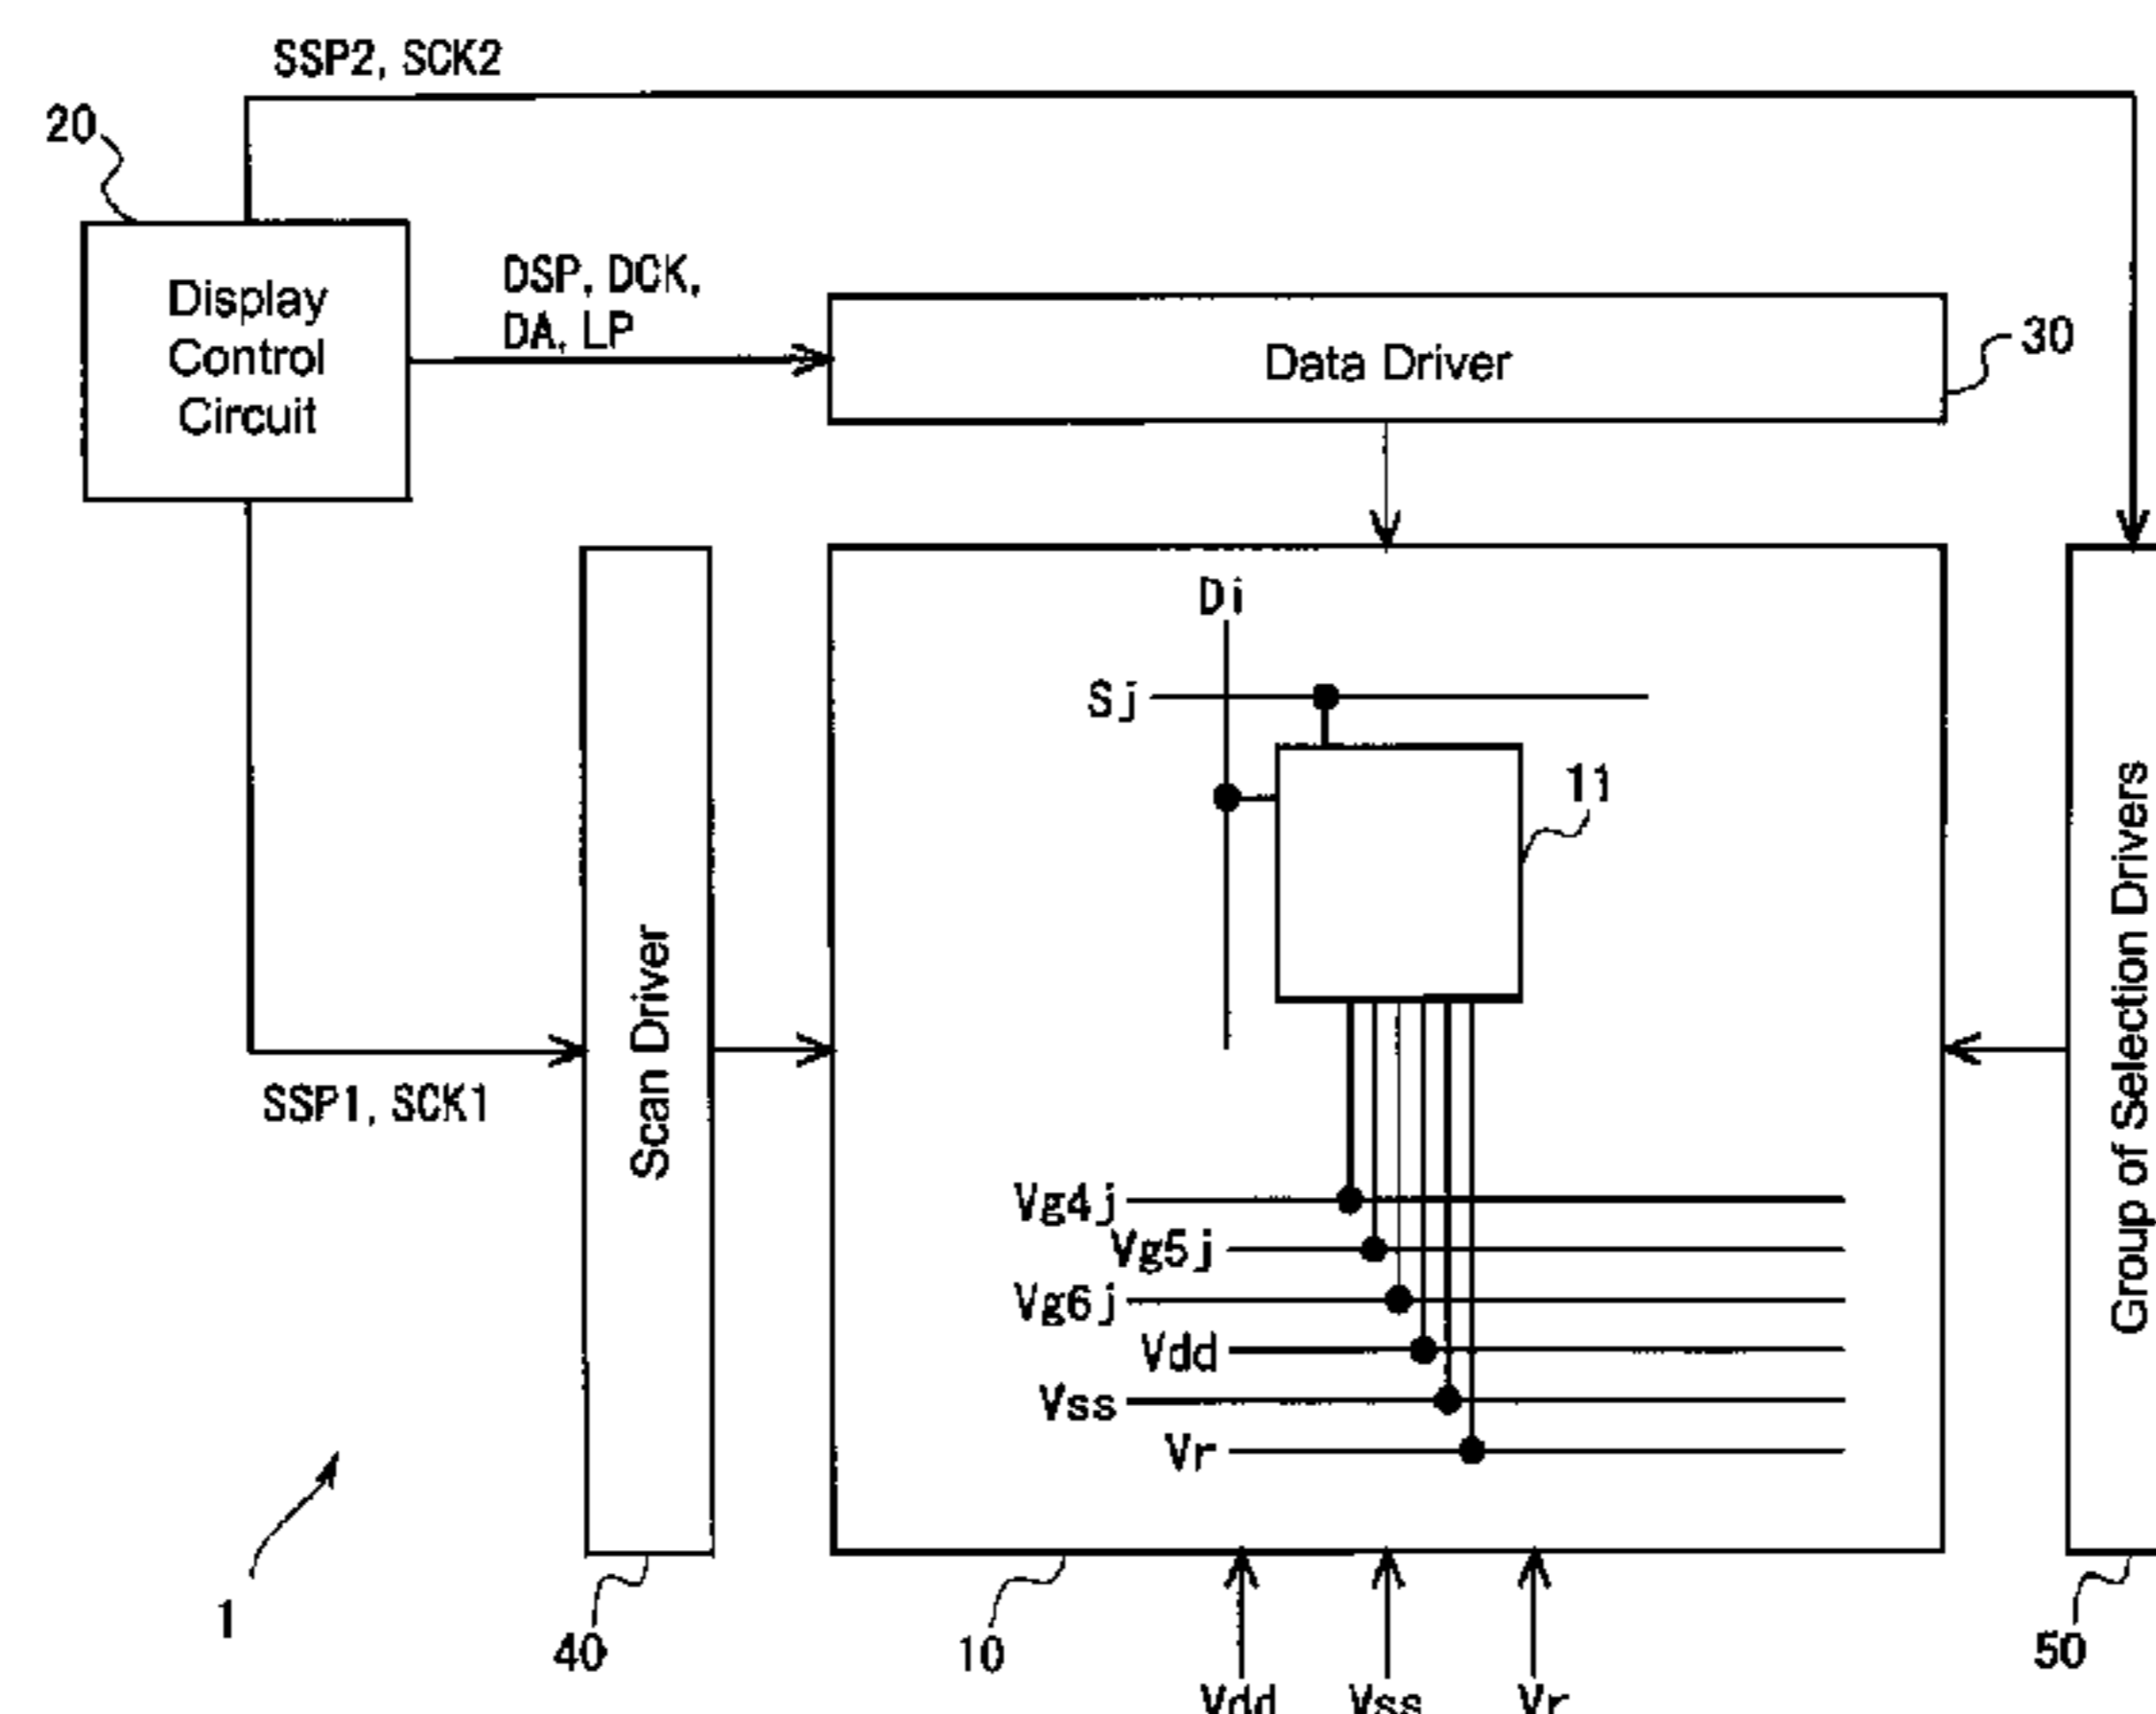 SSP2, SCK2
20
Display
Control
Circuit
DSP, DCK,
DA, LP
Data Driver
30
Di
Sj
11
Scan Driver
SSP1, SCK1
Group of Selection Drivers
Vg4j
Vg5j
Vg6j
Vdd
Vss
Vr
1
40
10
50
Vdd
Vss
Vr